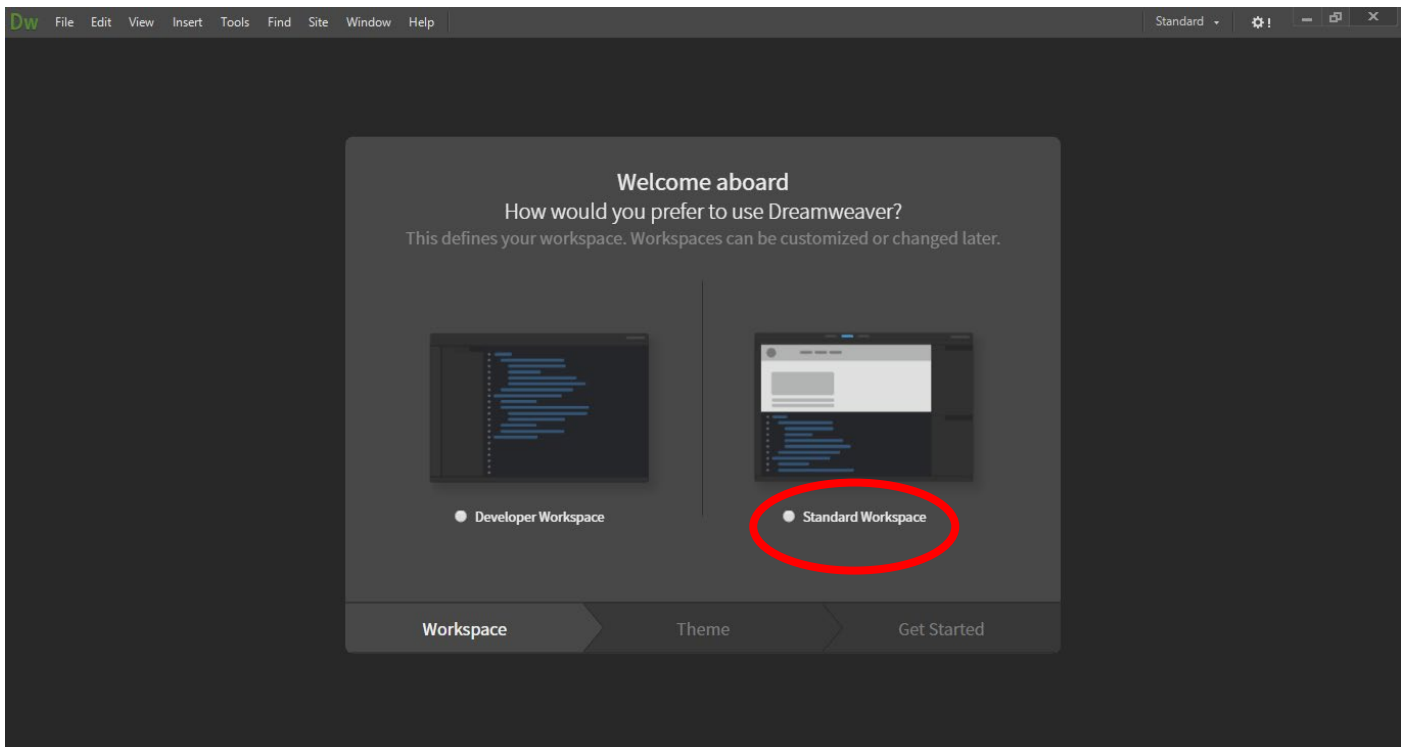 Dw File Edit View Insert Tools Find Site Window Help Standard !
Welcome aboard
How would you prefer to use Dreamweaver?
This defines your workspace. Workspaces can be customized or changed later.
Developer Workspace Standard Workspace
Workspace Theme Get Started